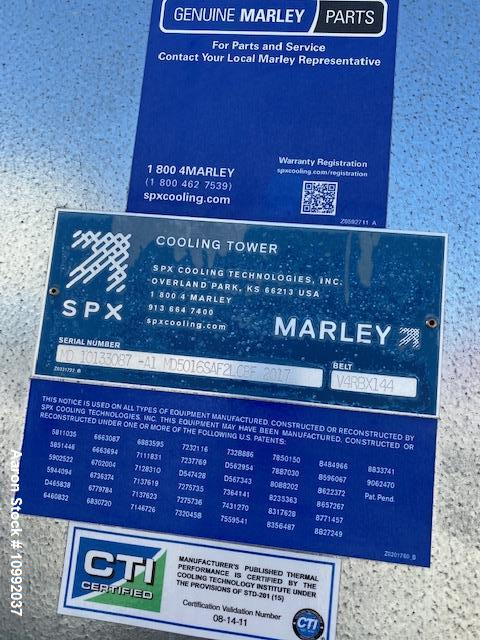 GENUINE MARLEY PARTS
For Parts and Service
Contact Your Local Marley Representative
1 800 4MARLEY
(1 800 462 7539)
spxcooling.com
Warranty Registration
spxcooling.com/registration
Z0592711_A
SPX
COOLING TOWER
SPX COOLING TECHNOLOGIES, INC.
OVERLAND PARK, KS 66213 USA
1 800 4 MARLEY
913 664 7400
spxcooling.com
MARLEY
SERIAL NUMBER
10133087 -A1 MD5016SAF2LCBF 2017
BELT
V4RBX144
THIS NOTICE IS USED ON ALL TYPES OF EQUIPMENT MANUFACTURED, CONSTRUCTED OR RECONSTRUCTED BY
SPX COOLING TECHNOLOGIES, INC. THIS EQUIPMENT MAY HAVE BEEN MANUFACTURED, CONSTRUCTED OR
RECONSTRUCTED UNDER ONE OR MORE OF THE FOLLOWING U.S. PATENTS:
5811035 6663087 6883595 7232116 7328886 7850150 8484966 8833741
5851446 6663694 7111831 7237769 D562954 7887030 8596067 9062470
5902522 6702004 7128310 D547428 D567343 8088202 8622372 Pat. Pend.
5944094 6736374 7137619 7275735 7364141 8235363 8657267
D465838 6779784 7137623 7275736 7431270 8317628 8771457
6460832 6830720 7146726 7320458 7559541 8356487 8827249
Z0201760_S
CTI
CERTIFIED
MANUFACTURER'S PUBLISHED THERMAL
PERFORMANCE IS CERTIFIED BY THE
COOLING TECHNOLOGY INSTITUTE UNDER
THE PROVISIONS OF STD-201 (15)
Certification Validation Number
08-14-11
CTI
Aaron Stock # 10992037